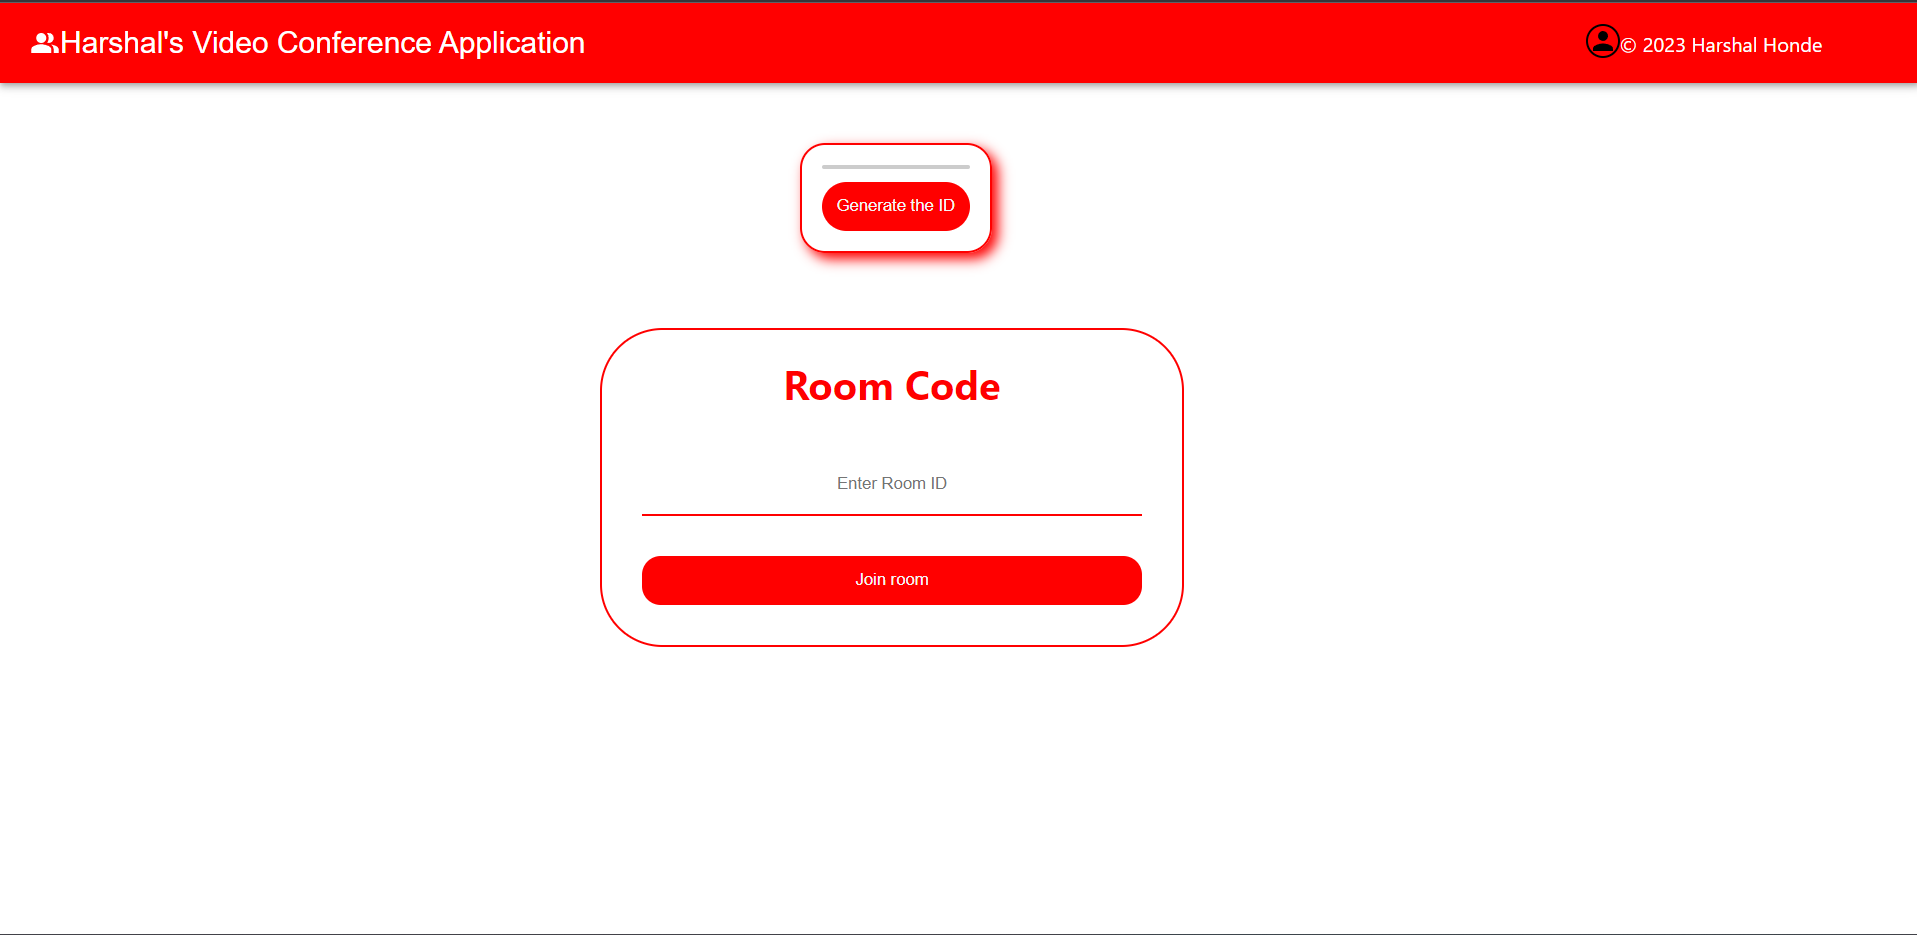 Harshal's Video Conference Application
© 2023 Harshal Honde
Generate the ID
Room Code
Enter Room ID
Join room